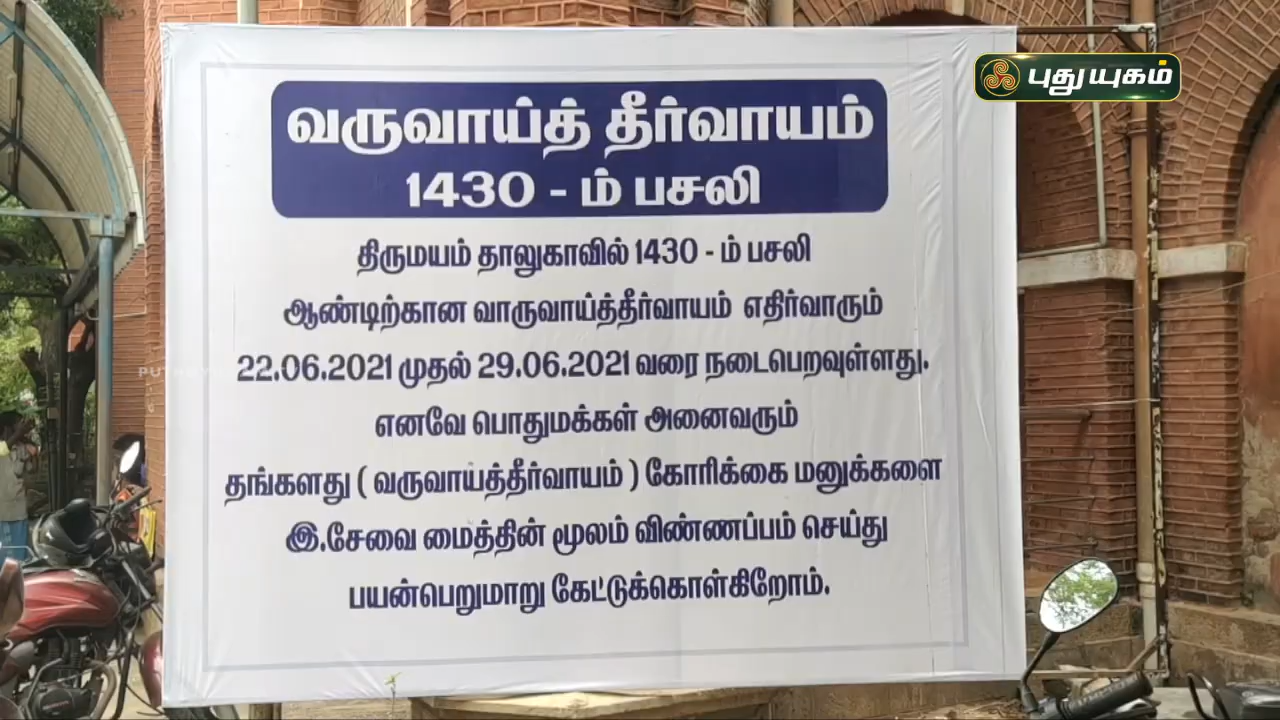 புதுயுகம்
வருவாய்த் தீர்வாயம்
1430 - ம் பசலி
திருமயம் தாலுகாவில் 1430 - ம் பசலி
ஆண்டிற்கான வாருவாய்த்தீர்வாயம் எதிர்வாரும்
22.06.2021 முதல் 29.06.2021 வரை நடைபெறவுள்ளது.
எனவே பொதுமக்கள் அனைவரும்
தங்களது ( வருவாய்த்தீர்வாயம் ) கோரிக்கை மனுக்களை
இ.சேவை மைத்தின் மூலம் விண்ணப்பம் செய்து
பயன்பெறுமாறு கேட்டுக்கொள்கிறோம்.